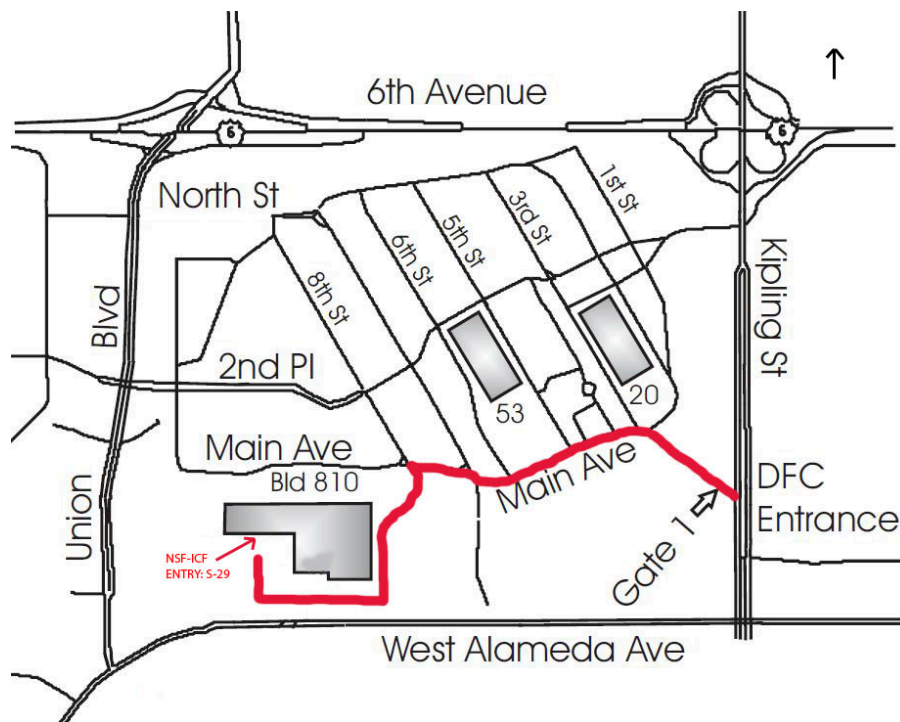 6th Avenue
6
6
North St
1st St
3rd St
5th St
6th St
8th St
Blvd
Kipling St
2nd Pl
53
20
Main Ave
Bld 810
Main Ave
DFC
Entrance
Union
NSF-ICF
ENTRY: S-29
Gate 1
West Alameda Ave